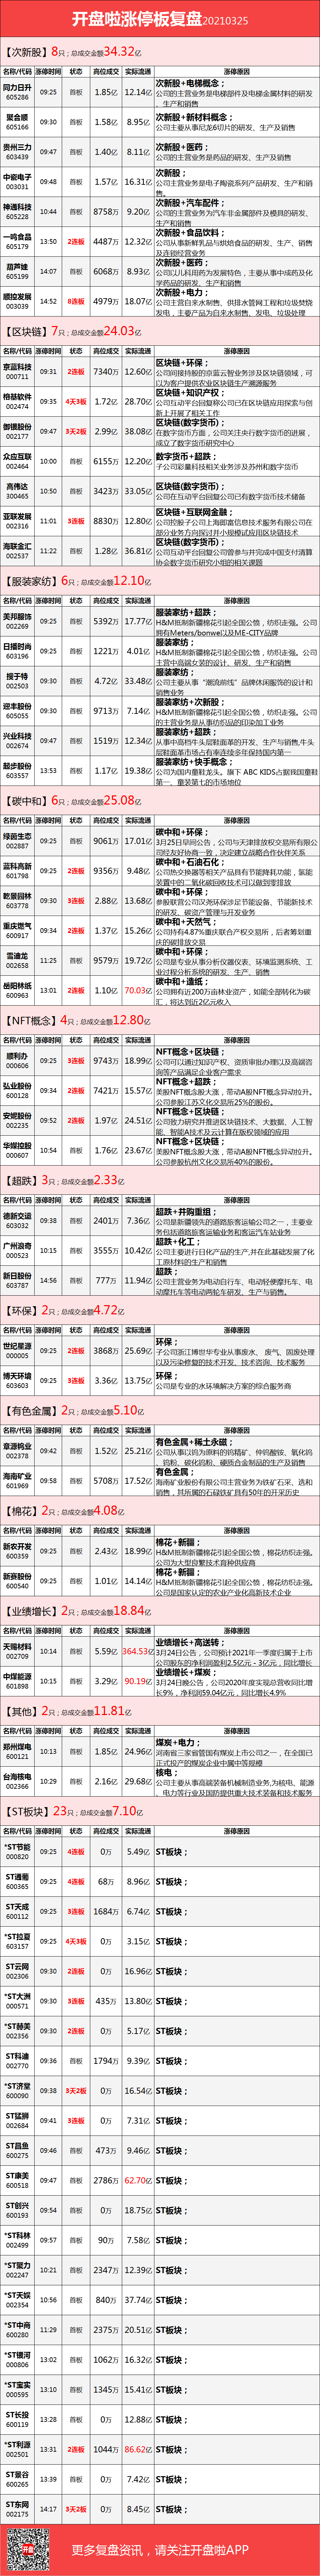 开盘啦涨停板复盘20210325
【次新股】8只；总成交金额34.32亿
名称/代码 涨停时间 状态 高位成交 实际流通 涨停原因
同力日升 605286 09:25 首板 1.85亿 12.14亿 次新股+电梯概念；
公司的主营业务是电梯部件及电梯金属材料的研发、生产和销售
聚合顺 605166 09:30 首板 1.58亿 8.95亿 次新股+新材料概念；
公司主要从事尼龙6切片的研发、生产及销售
贵州三力 603439 09:47 首板 1.40亿 8.11亿 次新股+医药；
公司的主营业务是药品的研发、生产及销售
中瓷电子 003031 09:48 首板 1.57亿 16.31亿 次新股；
公司主营业务是电子陶瓷系列产品研发、生产和销售。
神通科技 605228 10:44 首板 8758万 9.20亿 次新股+汽车配件；
公司的主营业务为汽车非金属部件及模具的研发、生产和销售
一鸣食品 605179 13:50 2连板 4487万 12.32亿 次新股+食品饮料；
公司从事新鲜乳品与烘焙食品的研发、生产、销售及连锁经营业务
葫芦娃 605199 14:07 首板 6068万 8.93亿 次新股+医药；
公司以儿科用药为发展特色，主要从事中成药及化学药品的研发、生产和销售
顺控发展 003039 14:52 8连板 4979万 18.07亿 次新股+电力；
公司主营自来水制售、供排水管网工程和垃圾焚烧发电，主要产品为自来水制售、发电、垃圾处理
【区块链】7只；总成交金额24.03亿
名称/代码 涨停时间 状态 高位成交 实际流通 涨停原因
京蓝科技 000711 09:31 2连板 7340万 12.60亿 区块链+环保；
公司间接持股的京蓝云智业务涉及区块链领域，可以为客户提供农业区块链生产溯源服务
榕基软件 002474 09:35 4天3板 1.72亿 28.70亿 区块链+知识产权；
公司互动平台回复称公司已在区块链应用探索与创新上开展了相关工作
御银股份 002177 09:47 3天2板 2.99亿 38.08亿 区块链(数字货币)；
在数字货币方面，公司关注央行数字货币的进展，成立了数字货币研究中心
众应互联 002464 10:00 首板 6155万 12.20亿 数字货币+超跌；
子公司彩量科技相关业务涉及苏州和数字货币
高伟达 300465 10:50 首板 3423万 33.05亿 区块链(数字货币)；
公司在互动平台回复公司已有数字货币技术储备
亚联发展 002316 11:01 3连板 8830万 12.80亿 区块链+互联网金融；
公司控股子公司上海即富信息技术服务有限公司在部分业务方向探讨并小规模试应用区块链技术
海联金汇 002537 11:22 首板 1.28亿 36.81亿 区块链(数字货币)；
公司互动平台回复公司曾参与并完成中国支付清算协会数字货币研究小组的相关课题
【服装家纺】6只；总成交金额12.10亿
名称/代码 涨停时间 状态 高位成交 实际流通 涨停原因
美邦服饰 002269 09:25 首板 5392万 17.77亿 服装家纺+超跌；
H&M抵制新疆棉花引起全国公愤，纺织走强。公司拥有Meters/bonwe以及ME-CITY品牌
日播时尚 603196 09:25 首板 1221万 4.01亿 服装家纺；
H&M抵制新疆棉花引起全国公愤，纺织走强。公司主营中高端女装的设计、研发、生产和销售
搜于特 002503 09:30 首板 4.72亿 33.48亿 服装家纺；
公司主要从事“潮流前线”品牌休闲服饰的设计和销售业务
迎丰股份 605055 09:30 首板 9713万 7.14亿 服装家纺+次新股；
H&M抵制新疆棉花引起全国公愤，纺织走强。公司的主营业务是从事纺织品的印染加工业务
兴业科技 002674 09:47 首板 1519万 12.34亿 服装家纺+超跌；
从事中高档牛头层鞋面革的开发、生产与销售,牛头层鞋面革市场占有率连续多年保持国内第一
起步股份 603557 13:53 首板 1.17亿 19.38亿 服装家纺+快手概念；
公司为国内童鞋龙头。旗下 ABC KIDS占据我国童鞋第一、童装第七的市场地位
【碳中和】6只；总成交金额25.08亿
名称/代码 涨停时间 状态 高位成交 实际流通 涨停原因
绿茵生态 002887 09:25 首板 9061万 17.01亿 碳中和+环保；
3月25日早间公告，公司与天津排放权交易所有限公司经友好协商一致，决定建立战略合作伙伴关系
蓝科高新 601798 09:25 2连板 9356万 9.48亿 碳中和+石油石化；
公司热交换器等相关产品具有节能降耗功能，氢能装置中的二氧化碳回收技术可以做到零排放
乾景园林 603778 09:30 2连板 2.88亿 13.68亿 碳中和+环保；
参股联营公司汉尧环保涉足节能设备、节能新技术的研发、碳资产管理与开发业务
重庆燃气 600917 09:34 2连板 1.37亿 15.26亿 碳中和+天然气；
公司持有4.87%重庆联合产权交易所，后者筹划重庆的碳排放交易
雪迪龙 002658 11:25 首板 9579万 19.72亿 碳中和+环保；
公司是专业从事分析仪器仪表、环境监测系统、工业过程分析系统的研发、生产、销售
岳阳林纸 600963 13:01 2连板 1.10亿 70.03亿 碳中和+造纸；
公司拥有近200万亩林业资产，如能全部转化为碳汇，将达到近2亿元收入
【NFT概念】4只；总成交金额12.80亿
名称/代码 涨停时间 状态 高位成交 实际流通 涨停原因
顺利办 000606 09:25 3连板 9743万 18.99亿 NFT概念+区块链；
公司可以通过知识产权、资质审批办理以及高端咨询等产品满足企业客户需求
弘业股份 600128 09:34 2连板 7421万 15.57亿 NFT概念+超跌；
美股NFT概念股大涨，带动A股NFT概念异动拉升。公司参股江苏文化交易所25%的股份。
安妮股份 002235 09:52 2连板 1.97亿 24.51亿 NFT概念+区块链；
公司致力研究并推进区块链技术、大数据、人工智能、智能A技术及云计算在版权领域的应用
华媒控股 000607 10:54 首板 1.76亿 23.67亿 NFT概念+区块链；
美股NFT概念股大涨，带动A股NFT概念异动拉升。公司参股杭州文化交易所40%的股份。
【超跌】3只；总成交金额2.33亿
名称/代码 涨停时间 状态 高位成交 实际流通 涨停原因
德新交运 603032 09:38 首板 2401万 7.36亿 超跌+并购重组；
公司是新疆领先的道路旅客运输公司之一，主要业务包括道路旅客运输业务和客运汽车站业务
广州浪奇 000523 10:15 首板 3555万 10.42亿 超跌+化工；
公司主要进行日化产品的生产,并在此基础发展了化工原材料的生产和销售
新日股份 603787 14:56 首板 777万 11.94亿 超跌；
公司主营业务为电动自行车、电动轻便摩托车、电动摩托车等电动两轮车研发、生产与销售。
【环保】2只；总成交金额4.72亿
名称/代码 涨停时间 状态 高位成交 实际流通 涨停原因
世纪星源 000005 09:25 2连板 3868万 25.69亿 环保；
子公司浙江博世华专业从事废水、废气、固废处理以及污染修复的技术开发、技术咨询、技术服务
博天环境 603603 09:25 3连板 3.36亿 13.75亿 环保；
公司是专业的水环境解决方案的综合服务商
【有色金属】2只；总成交金额5.10亿
名称/代码 涨停时间 状态 高位成交 实际流通 涨停原因
章源钨业 002378 09:42 首板 1.52亿 25.21亿 有色金属+稀土永磁；
公司从事以钨为原料的钨精矿、仲钨酸铵、氧化钨、钨粉、碳化钨粉、硬质合金制品的生产及销售
海南矿业 601969 09:58 首板 5708万 17.52亿 有色金属；
海南矿业股份有限公司主营业务为铁矿石采、选和销售，其所属的石碌铁矿具有50年的开采历史
【棉花】2只；总成交金额4.08亿
名称/代码 涨停时间 状态 高位成交 实际流通 涨停原因
新农开发 600359 09:25 首板 2.43亿 18.99亿 棉花+新疆；
H&M抵制新疆棉花引起全国公愤，棉花纺织走强。公司为大型良繁技术育种供应商
新赛股份 600540 09:25 首板 1.01亿 14.14亿 棉花+新疆；
H&M抵制新疆棉花引起全国公愤，棉花纺织走强。公司是国家认定的农业产业化高新技术企业
【业绩增长】2只；总成交金额18.84亿
名称/代码 涨停时间 状态 高位成交 实际流通 涨停原因
天赐材料 002709 10:14 首板 5.59亿 364.53亿 业绩增长+高送转；
3月24日公告，公司预计2021年一季度归属于上市公司股东的净利润盈利2.5亿元－3亿元，同比增长
中煤能源 601898 10:15 首板 3.29亿 90.19亿 业绩增长+煤炭；
3月24日晚公告，公司2020年度实现总营收同比增长9%，净利润59.04亿元，同比增长4.9%
【其他】2只；总成交金额11.81亿
名称/代码 涨停时间 状态 高位成交 实际流通 涨停原因
郑州煤电 600121 10:13 首板 1.85亿 24.96亿 煤炭+电力；
河南省三家省管国有煤炭上市公司之一，在全国已正式投产的煤炭企业中属中等规模
台海核电 002366 10:29 首板 2.16亿 29.68亿 核电；
公司主要从事高端装备机械制造业务,为核电、能源、电力等行业及国防提供重大技术装备和技术服务
【ST板块】23只；总成交金额7.10亿
名称/代码 涨停时间 状态 高位成交 实际流通 涨停原因
*ST节能 000820 09:25 4连板 0万 5.49亿 ST板块；
ST通葡 600365 09:25 4连板 68万 8.96亿 ST板块；
ST天成 600112 09:25 3连板 1684万 6.74亿 ST板块；
*ST拉夏 603157 09:25 4天3板 0万 3.15亿 ST板块；
ST云网 002306 09:30 2连板 0万 16.96亿 ST板块；
*ST大洲 000571 09:30 3连板 435万 13.80亿 ST板块；
*ST赫美 002356 09:30 2连板 0万 5.17亿 ST板块；
ST科迪 002770 09:36 首板 1794万 9.39亿 ST板块；
*ST济堂 600090 09:38 3天2板 0万 16.54亿 ST板块；
ST猛狮 002684 09:41 3连板 0万 7.31亿 ST板块；
ST昌鱼 600275 09:46 首板 473万 9.46亿 ST板块；
ST康美 600518 09:47 首板 2786万 62.70亿 ST板块；
ST创兴 600193 09:54 首板 0万 18.75亿 ST板块；
*ST科林 002499 09:57 首板 90万 7.58亿 ST板块；
*ST聚力 002247 10:21 首板 2347万 12.39亿 ST板块；
*ST天娱 002354 10:56 首板 840万 37.74亿 ST板块；
*ST中商 600280 11:29 首板 2375万 20.51亿 ST板块；
*ST银河 000806 13:02 首板 1062万 16.32亿 ST板块；
*ST宝实 000595 13:10 首板 1345万 15.41亿 ST板块；
ST长投 600119 13:28 首板 0万 12.88亿 ST板块；
*ST利源 002501 13:31 2连板 1044万 86.62亿 ST板块；
ST景谷 600265 13:39 首板 0万 7.42亿 ST板块；
ST东网 002175 14:17 3天2板 0万 8.45亿 ST板块；
更多复盘资讯，请关注开盘啦APP